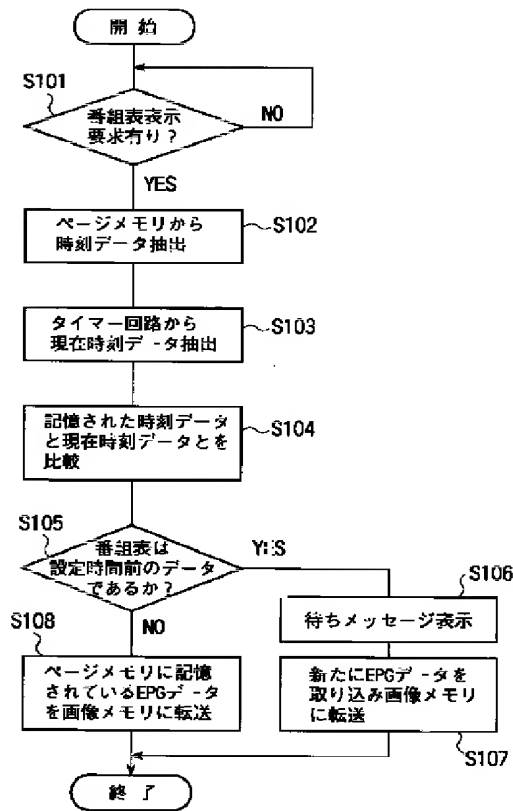 開 始
S101
番組表表示
要求有り?
NO
YES
ページメモリから
時刻データ抽出
S102
タイマー回路から
現在時刻データ抽出
S103
記憶された時刻データ
と現在時刻データとを
比較
S104
S105
番組表は
設定時間前のデータ
であるか?
YES
NO
S106
待ちメッセージ表示
S108
ページメモリに記憶
されているEPGデータ
を画像メモリに転送
新たにEPGデータを
取り込み画像メモリ
に転送
S107
終 了